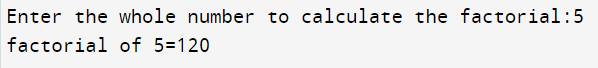 Enter the whole number to calculate the factorial:5
factorial of 5=120